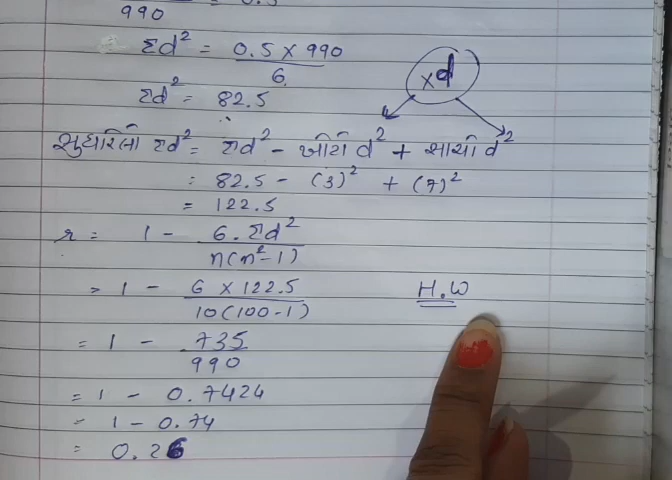 990
Σd² = 0.5 × 990 / 6
Σd² = 82.5
×d
સુધારેલી Σd² = Σd² - ખોટી d² + સાચી d²
= 82.5 - (3)² + (7)²
= 122.5
r = 1 - 6.Σd² / n(n²-1)
= 1 - 6 × 122.5 / 10(100-1)
H.W
= 1 - 735 / 990
= 1 - 0.7424
= 1 - 0.74
= 0.26